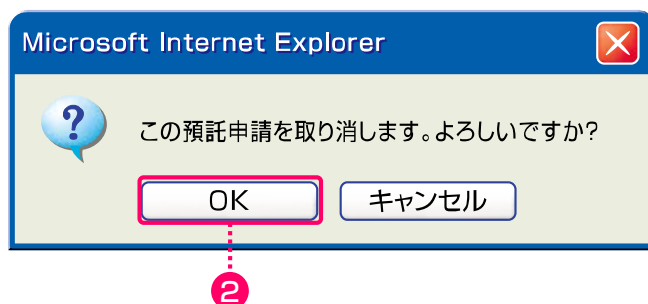 Microsoft Internet Explorer
?
この預託申請を取り消します。よろしいですか?
OK キャンセル
2